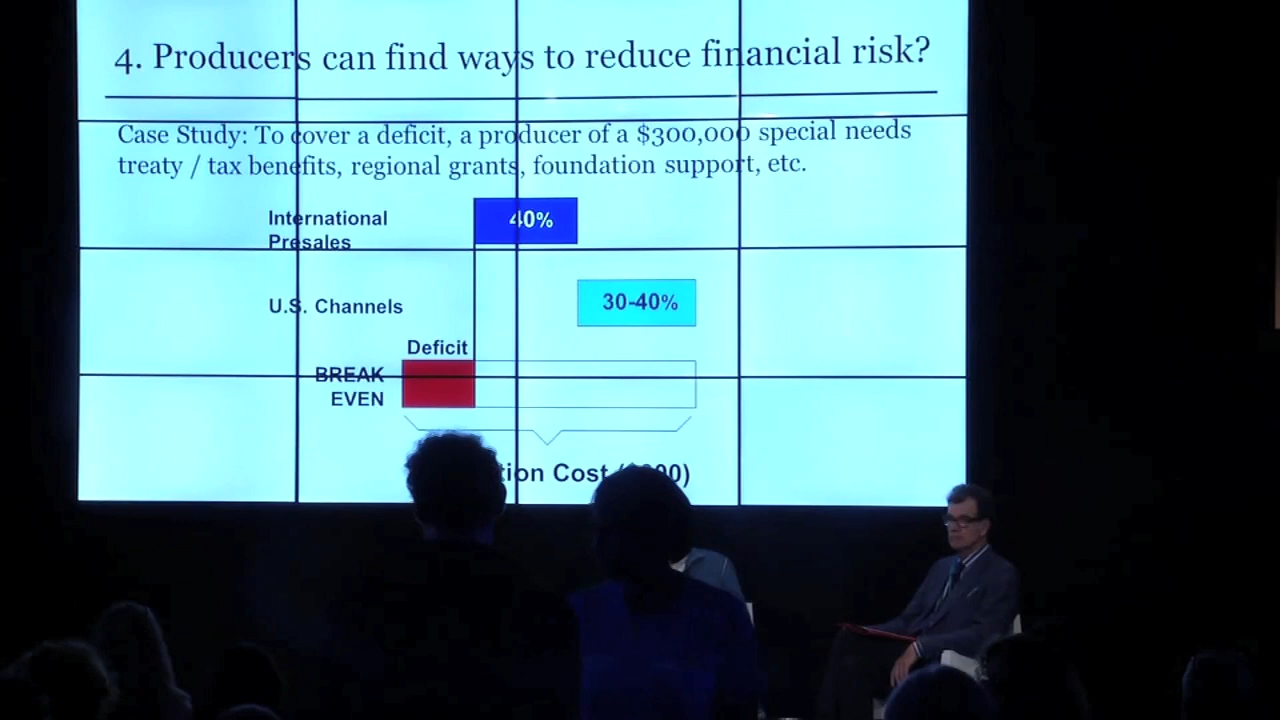 4. Producers can find ways to reduce financial risk?
Case Study: To cover a deficit, a producer of a $300,000 special needs
treaty / tax benefits, regional grants, foundation support, etc.
International
Presales
40%
U.S. Channels
30-40%
Deficit
BREAK
EVEN
Cost